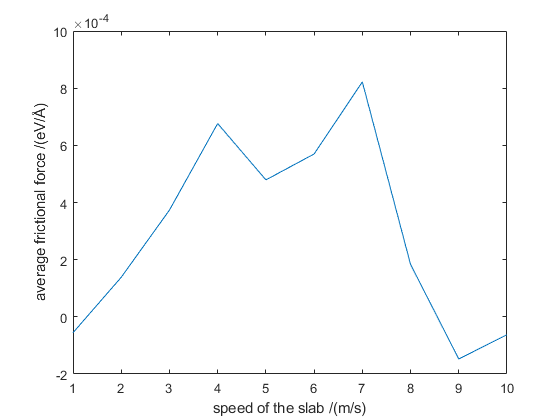 ×10^-4
10
8
6
4
2
0
-2
average frictional force /(eV/Å)
1 2 3 4 5 6 7 8 9 10
speed of the slab /(m/s)